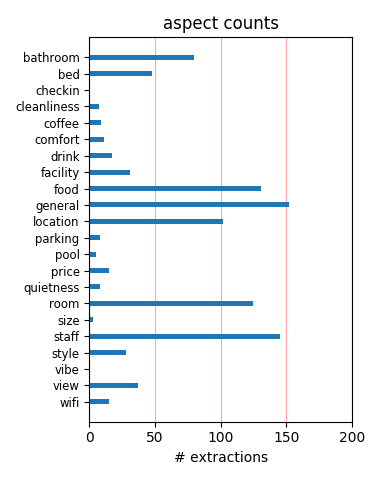 aspect counts
bathroom
bed
checkin
cleanliness
coffee
comfort
drink
facility
food
general
location
parking
pool
price
quietness
room
size
staff
style
vibe
view
wifi
0 50 100 150 200
# extractions